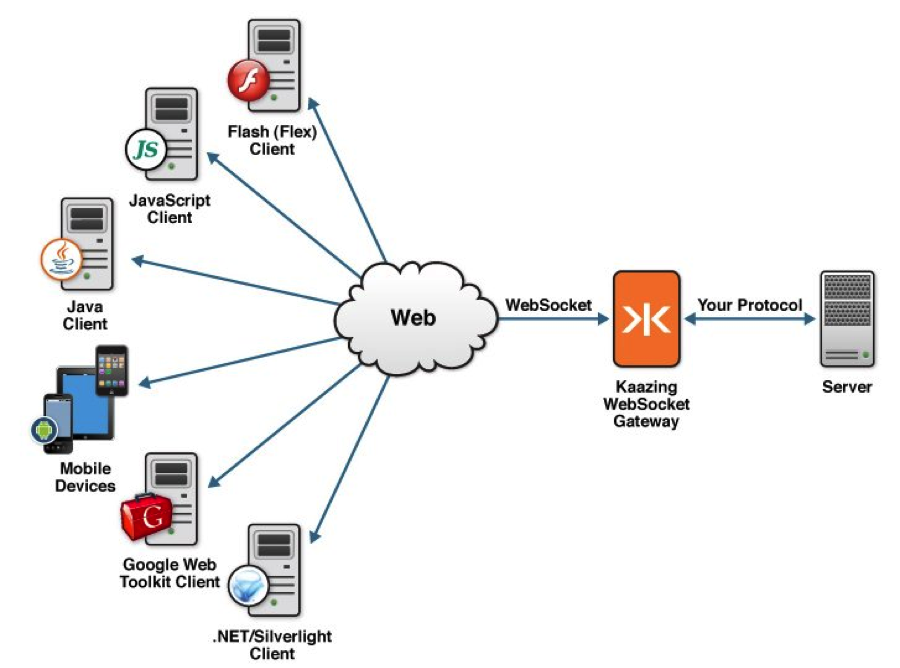 Flash (Flex)
Client
JS
JavaScript
Client
Java
Client
Web
WebSocket
Your Protocol
Kaazing
WebSocket
Gateway
Server
Mobile
Devices
G
Google Web
Toolkit Client
.NET/Silverlight
Client